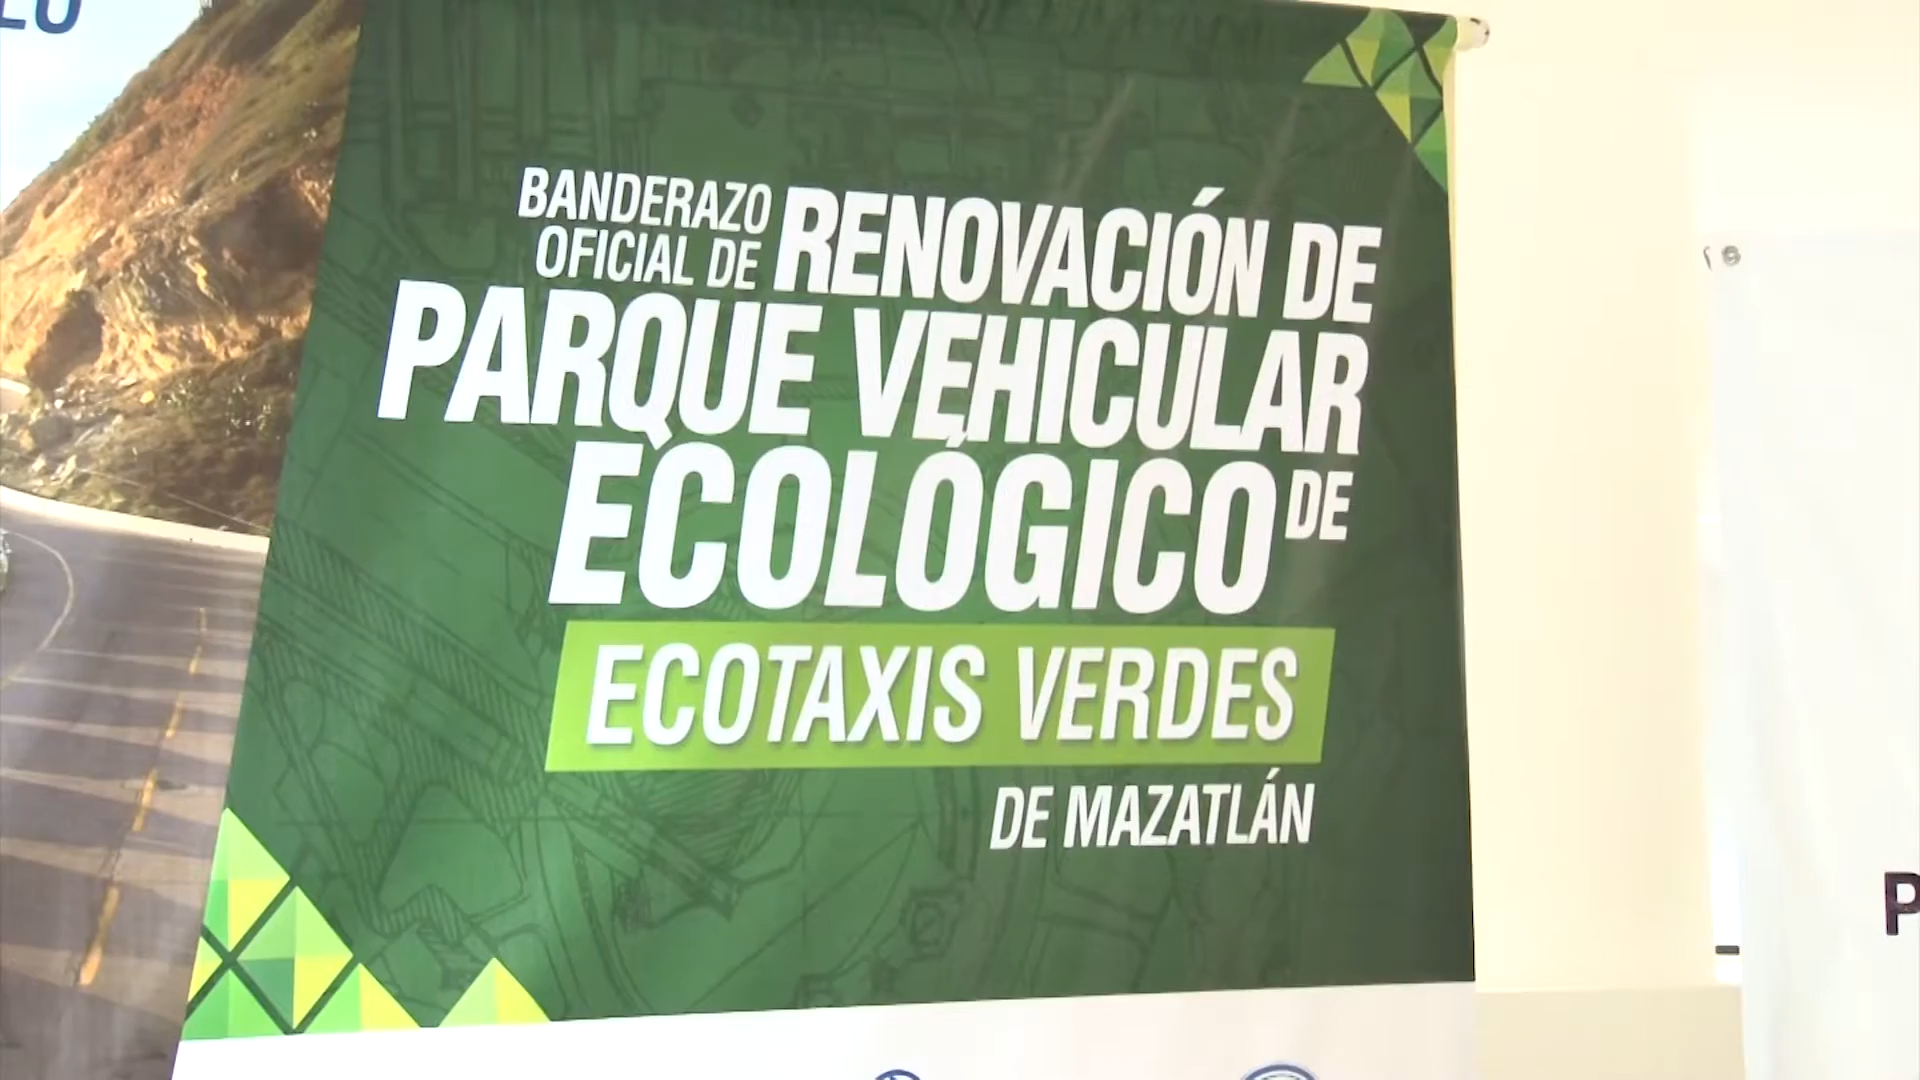 BANDERAZO
OFICIAL DE
RENOVACIÓN DE
PARQUE VEHICULAR
ECOLÓGICO DE
ECOTAXIS VERDES
DE MAZATLÁN